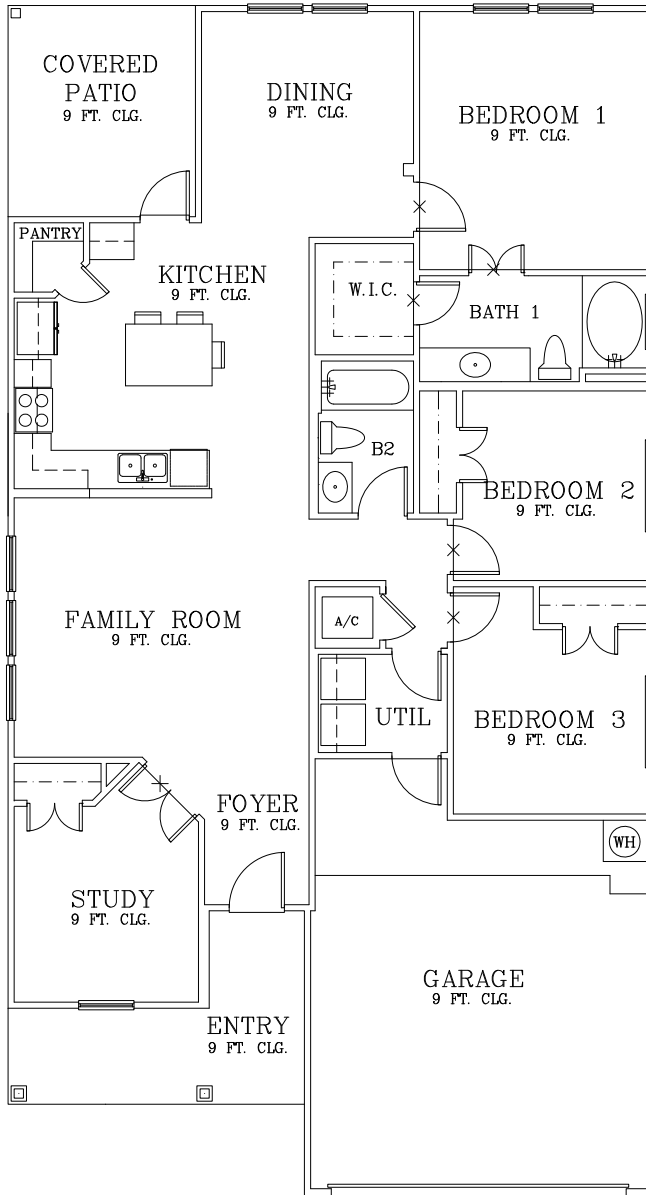 COVERED
PATIO
9 FT. CLG.
DINING
9 FT. CLG.
BEDROOM 1
9 FT. CLG.
PANTRY
KITCHEN
9 FT. CLG.
W.I.C.
BATH 1
B2
BEDROOM 2
9 FT. CLG.
FAMILY ROOM
9 FT. CLG.
A/C
UTIL
BEDROOM 3
9 FT. CLG.
FOYER
9 FT. CLG.
WH
STUDY
9 FT. CLG.
GARAGE
9 FT. CLG.
ENTRY
9 FT. CLG.